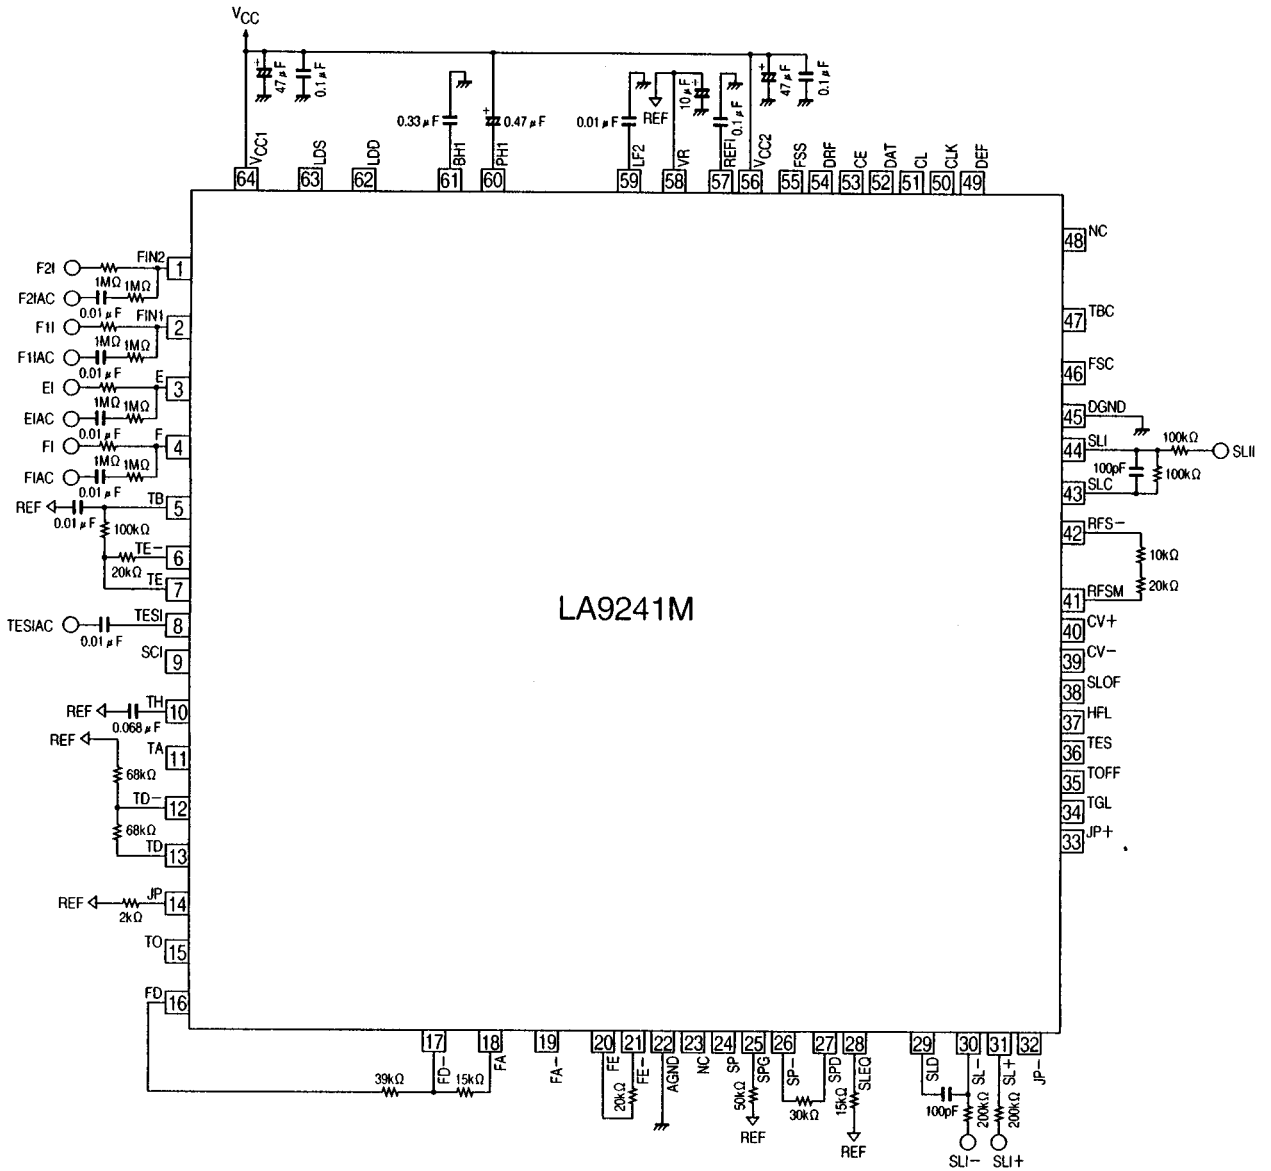 VCC
47μF
0.1μF
0.33μF
0.47μF
0.01μF
REF
10μF
0.1μF
47μF
0.1μF
VCC1
LDS
LDD
BH1
PH1
LF2
VR
REFI
VCC2
FSS
DRF
CE
DAT
CL
CLK
DEF
64
63
62
61
60
59
58
57
56
55
54
53
52
51
50
49
F2I
1MΩ
FIN2
1
F2IAC
0.01μF
1MΩ
F1I
1MΩ
FIN1
2
F1IAC
0.01μF
1MΩ
EI
1MΩ
E
3
EIAC
0.01μF
1MΩ
FI
1MΩ
F
4
FIAC
0.01μF
1MΩ
REF
0.01μF
TB
5
100kΩ
TE-
6
20kΩ
TE
7
TESIAC
0.01μF
TESI
8
SCI
9
REF
0.068μF
TH
10
REF
TA
11
68kΩ
TD-
12
68kΩ
TD
13
REF
2kΩ
JP
14
TO
15
FD
16
LA9241M
48 NC
47 TBC
46 FSC
45 DGND
44 SLI
100kΩ
SLII
100pF
100kΩ
43 SLC
42 RFS-
10kΩ
20kΩ
41 RFSM
40 CV+
39 CV-
38 SLOF
37 HFL
36 TES
35 TOFF
34 TGL
33 JP+
17
18
19
20
21
22
23
24
25
26
27
28
29
30
31
32
FD-
FA
FA-
FE
FE-
AGND
NC
SP
SPG
SP-
SPD
SLEQ
SLD
SL-
SL+
JP-
39kΩ
15kΩ
20kΩ
50kΩ
30kΩ
15kΩ
100pF
200kΩ
200kΩ
REF
REF
SLI-
SLI+